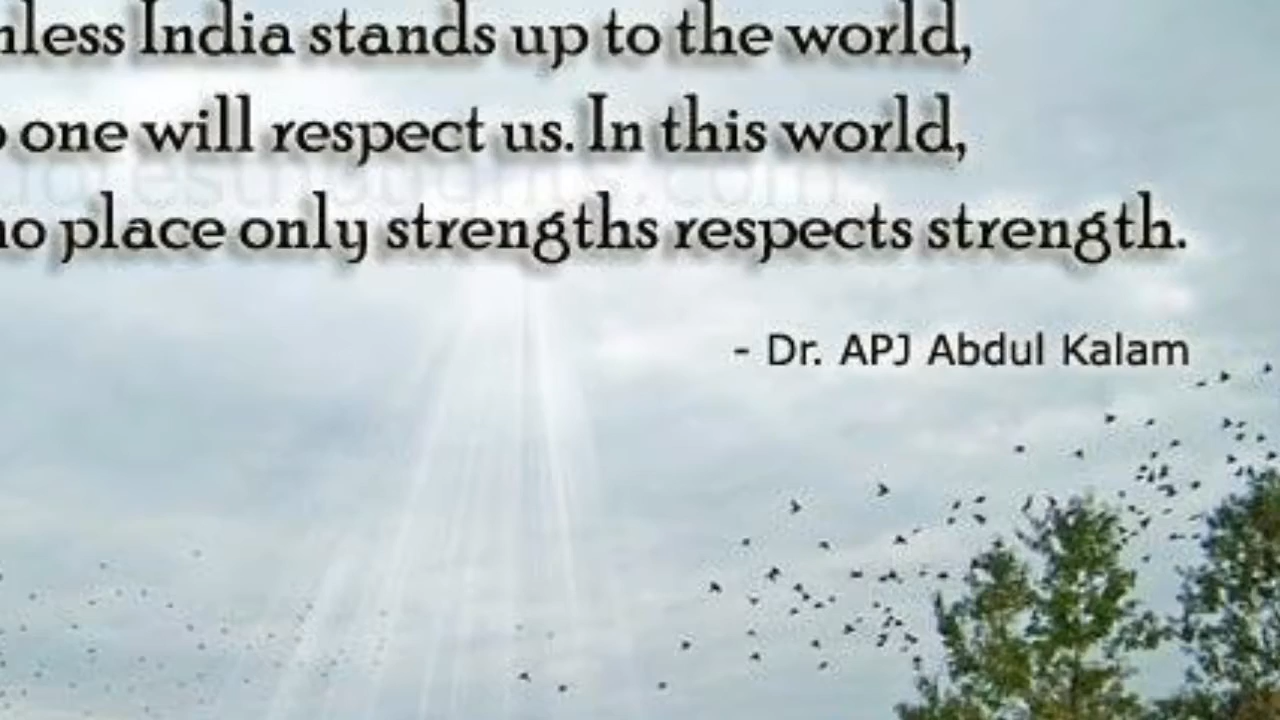 nless India stands up to the world,
one will respect us. In this world,
no place only strengths respects strength.
- Dr. APJ Abdul Kalam